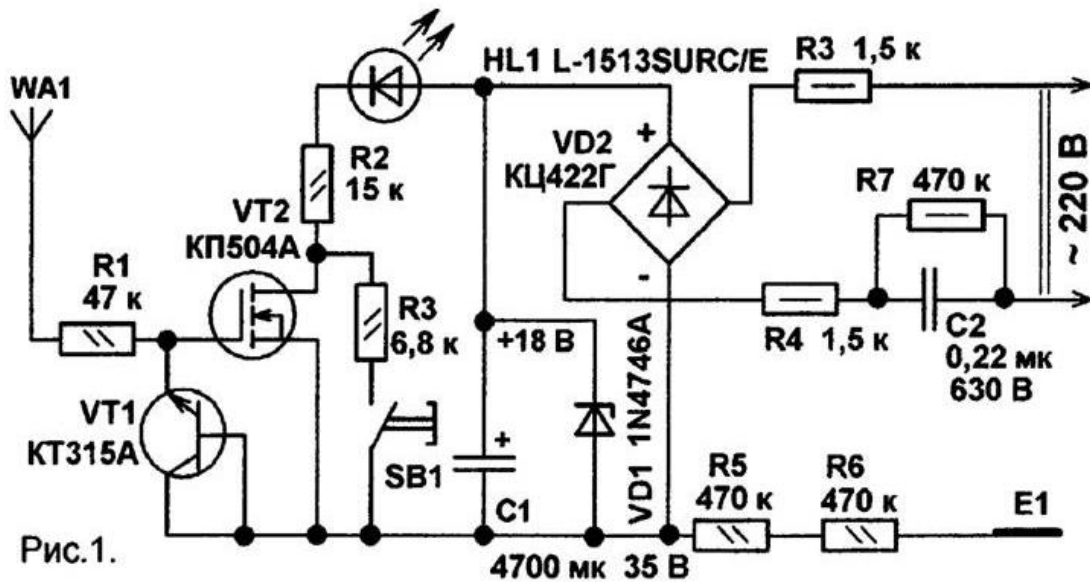 HL1 L-1513SURC/E
R3 1,5 к
WA1
R2
15 к
VD2
КЦ422Г
+
R7 470 к
~ 220 В
VT2
КП504А
R1
47 к
R3
6,8 к
-
+18 В
R4 1,5 к
C2
0,22 мк
630 В
VT1
КТ315А
SB1
+
C1
VD1 1N4746A
R5
470 к
R6
470 к
E1
Рис.1.
4700 мк 35 В